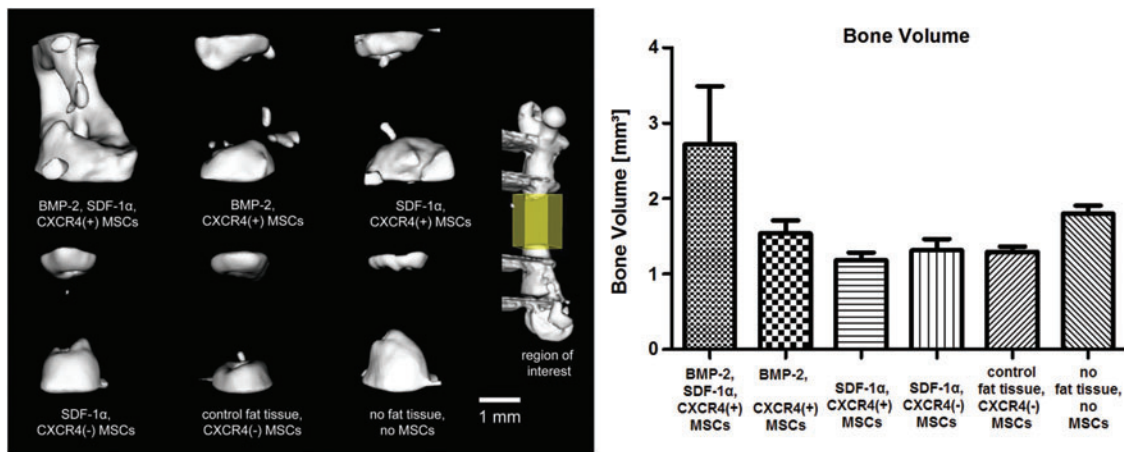 BMP-2, SDF-1α,
CXCR4(+) MSCs
BMP-2,
CXCR4(+) MSCs
SDF-1α,
CXCR4(+) MSCs
SDF-1α,
CXCR4(-) MSCs
control fat tissue,
CXCR4(-) MSCs
no fat tissue,
no MSCs
region of
interest
1 mm
Bone Volume
Bone Volume [mm³]
4
3
2
1
0
BMP-2,
SDF-1α,
CXCR4(+)
MSCs
BMP-2,
CXCR4(+)
MSCs
SDF-1α,
CXCR4(+)
MSCs
SDF-1α,
CXCR4(-)
MSCs
control
fat tissue,
CXCR4(-)
MSCs
no
fat tissue,
no
MSCs